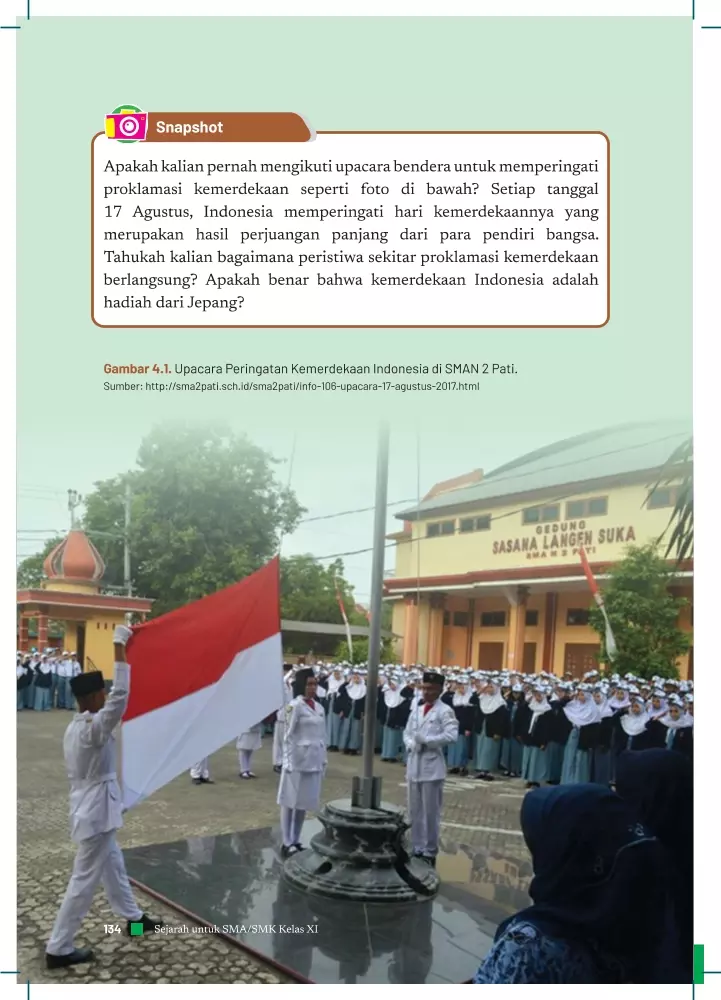 Snapshot
Apakah kalian pernah mengikuti upacara bendera untuk memperingati
proklamasi kemerdekaan seperti foto di bawah? Setiap tanggal
17 Agustus, Indonesia memperingati hari kemerdekaannya yang
merupakan hasil perjuangan panjang dari para pendiri bangsa.
Tahukah kalian bagaimana peristiwa sekitar proklamasi kemerdekaan
berlangsung? Apakah benar bahwa kemerdekaan Indonesia adalah
hadiah dari Jepang?
Gambar 4.1. Upacara Peringatan Kemerdekaan Indonesia di SMAN 2 Pati.
Sumber: http://sma2pati.sch.id/sma2pati/info-106-upacara-17-agustus-2017.html
GEDUNG
SASANA LANGEN SUKA
SMA N 2 PATI
134 Sejarah untuk SMA/SMK Kelas XI